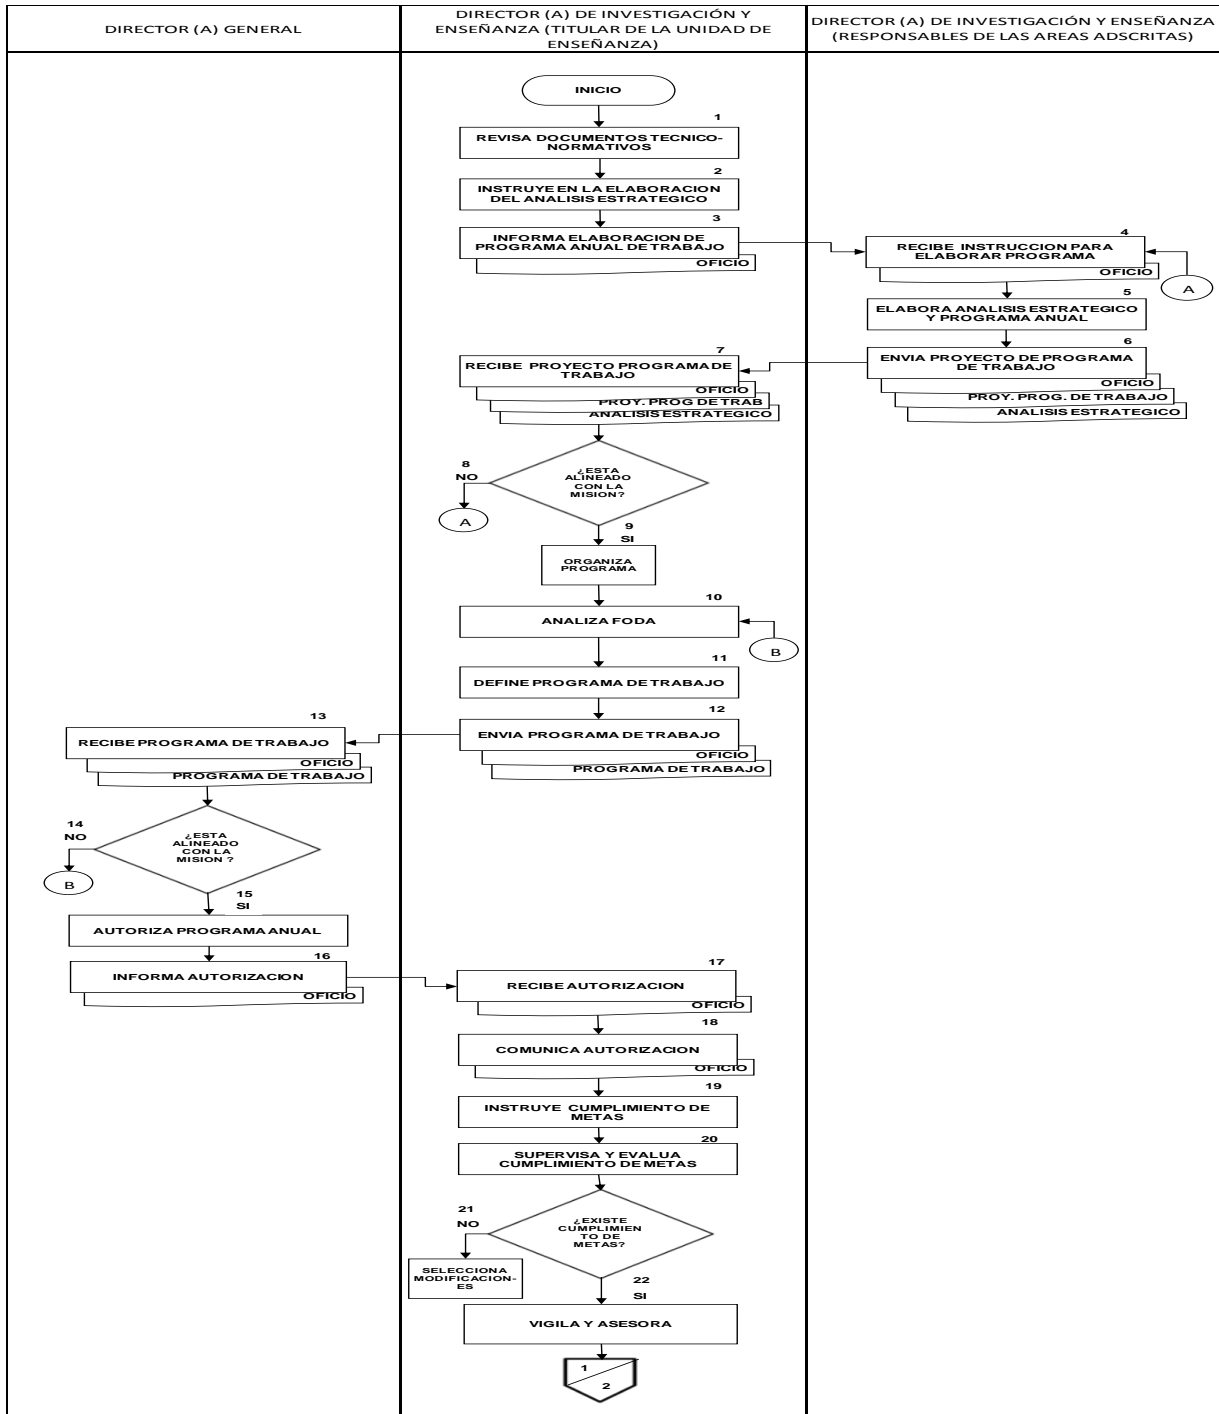 DIRECTOR (A) GENERAL
DIRECTOR (A) DE INVESTIGACIÓN Y
ENSEÑANZA (TITULAR DE LA UNIDAD DE
ENSEÑANZA)
DIRECTOR (A) DE INVESTIGACIÓN Y ENSEÑANZA
(RESPONSABLES DE LAS AREAS ADSCRITAS)
INICIO
1
REVISA DOCUMENTOS TECNICO-
NORMATIVOS
2
INSTRUYE EN LA ELABORACION
DEL ANALISIS ESTRATEGICO
3
INFORMA ELABORACION DE
PROGRAMA ANUAL DE TRABAJO
OFICIO
4
RECIBE INSTRUCCION PARA
ELABORAR PROGRAMA
OFICIO
A
5
ELABORA ANALISIS ESTRATEGICO
Y PROGRAMA ANUAL
6
ENVIA PROYECTO DE PROGRAMA
DE TRABAJO
OFICIO
PROY. PROG. DE TRABAJO
ANALISIS ESTRATEGICO
7
RECIBE PROYECTO PROGRAMA DE
TRABAJO
OFICIO
PROY. PROG DE TRAB
ANALISIS ESTRATEGICO
8
NO
A
¿ESTA
ALINEADO
CON LA
MISION?
9
SI
ORGANIZA
PROGRAMA
10
ANALIZA FODA
B
11
DEFINE PROGRAMA DE TRABAJO
12
ENVIA PROGRAMA DE TRABAJO
OFICIO
PROGRAMA DE TRABAJO
13
RECIBE PROGRAMA DE TRABAJO
OFICIO
PROGRAMA DE TRABAJO
14
NO
B
¿ESTA
ALINEADO
CON LA
MISION ?
15
SI
AUTORIZA PROGRAMA ANUAL
16
INFORMA AUTORIZACION
OFICIO
17
RECIBE AUTORIZACION
OFICIO
18
COMUNICA AUTORIZACION
OFICIO
19
INSTRUYE CUMPLIMIENTO DE
METAS
20
SUPERVISA Y EVALUA
CUMPLIMIENTO DE METAS
21
NO
SELECCIONA
MODIFICACION-
ES
¿EXISTE
CUMPLIMIEN
TO DE
METAS?
22
SI
VIGILA Y ASESORA
1
2